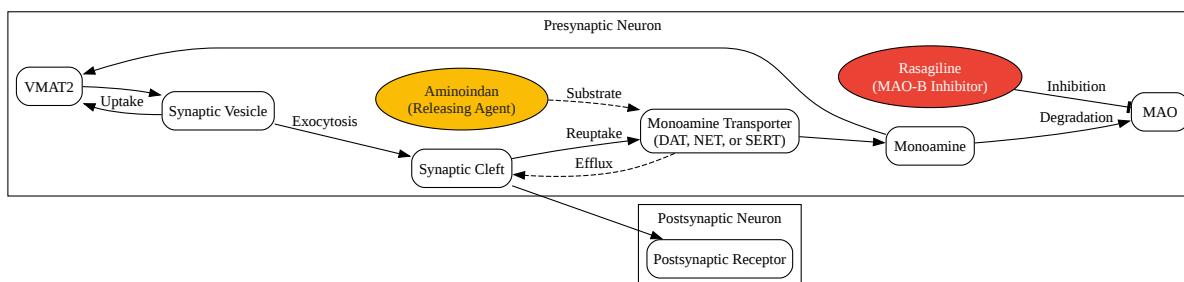 Presynaptic Neuron
VMAT2
Uptake
Synaptic Vesicle
Exocytosis
Aminoindan
(Releasing Agent)
Substrate
Reuptake
Efflux
Synaptic Cleft
Monoamine Transporter
(DAT, NET, or SERT)
Rasagiline
(MAO-B Inhibitor)
Inhibition
Degradation
Monoamine
MAO
Postsynaptic Neuron
Postsynaptic Receptor